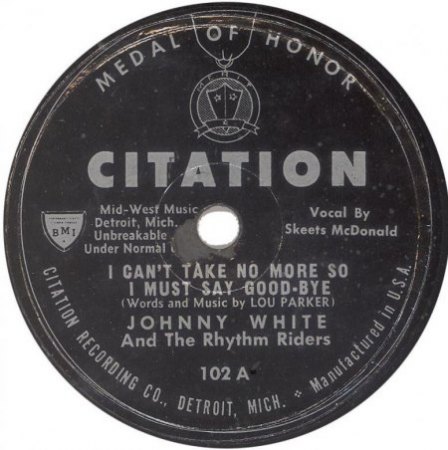 MEDAL OF HONOR
CITATION
Mid-West Music
Detroit, Mich.
Unbreakable
Under Normal
BMI
Vocal By
Skeets McDonald
I CAN'T TAKE NO MORE SO
I MUST SAY GOOD-BYE
(Words and Music by LOU PARKER)
JOHNNY WHITE
And The Rhythm Riders
102 A
CITATION RECORDING CO., DETROIT, MICH. Manufactured in U.S.A.